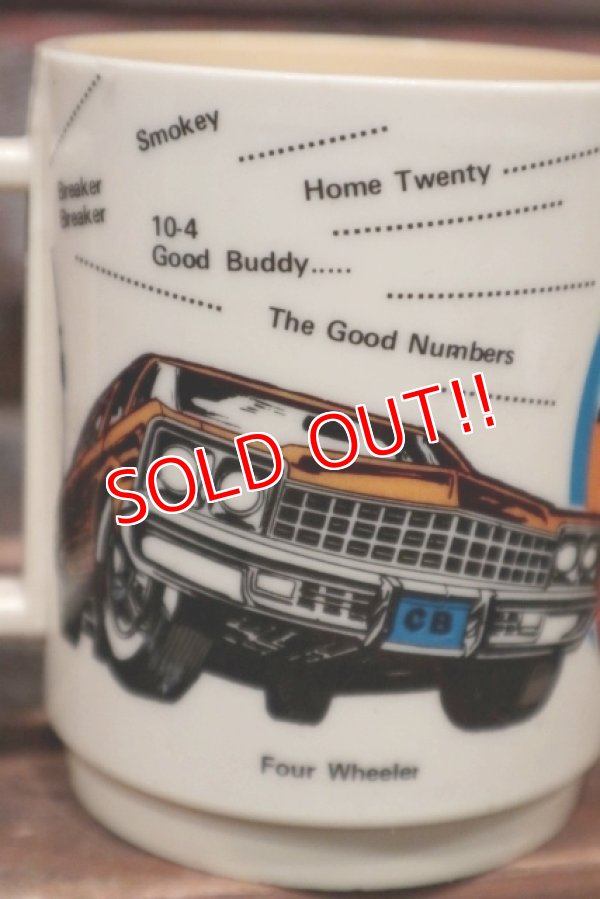 Smokey
Home Twenty
Breaker
Breaker
10-4
Good Buddy.....
The Good Numbers
SOLD OUT!!
CB
Four Wheeler